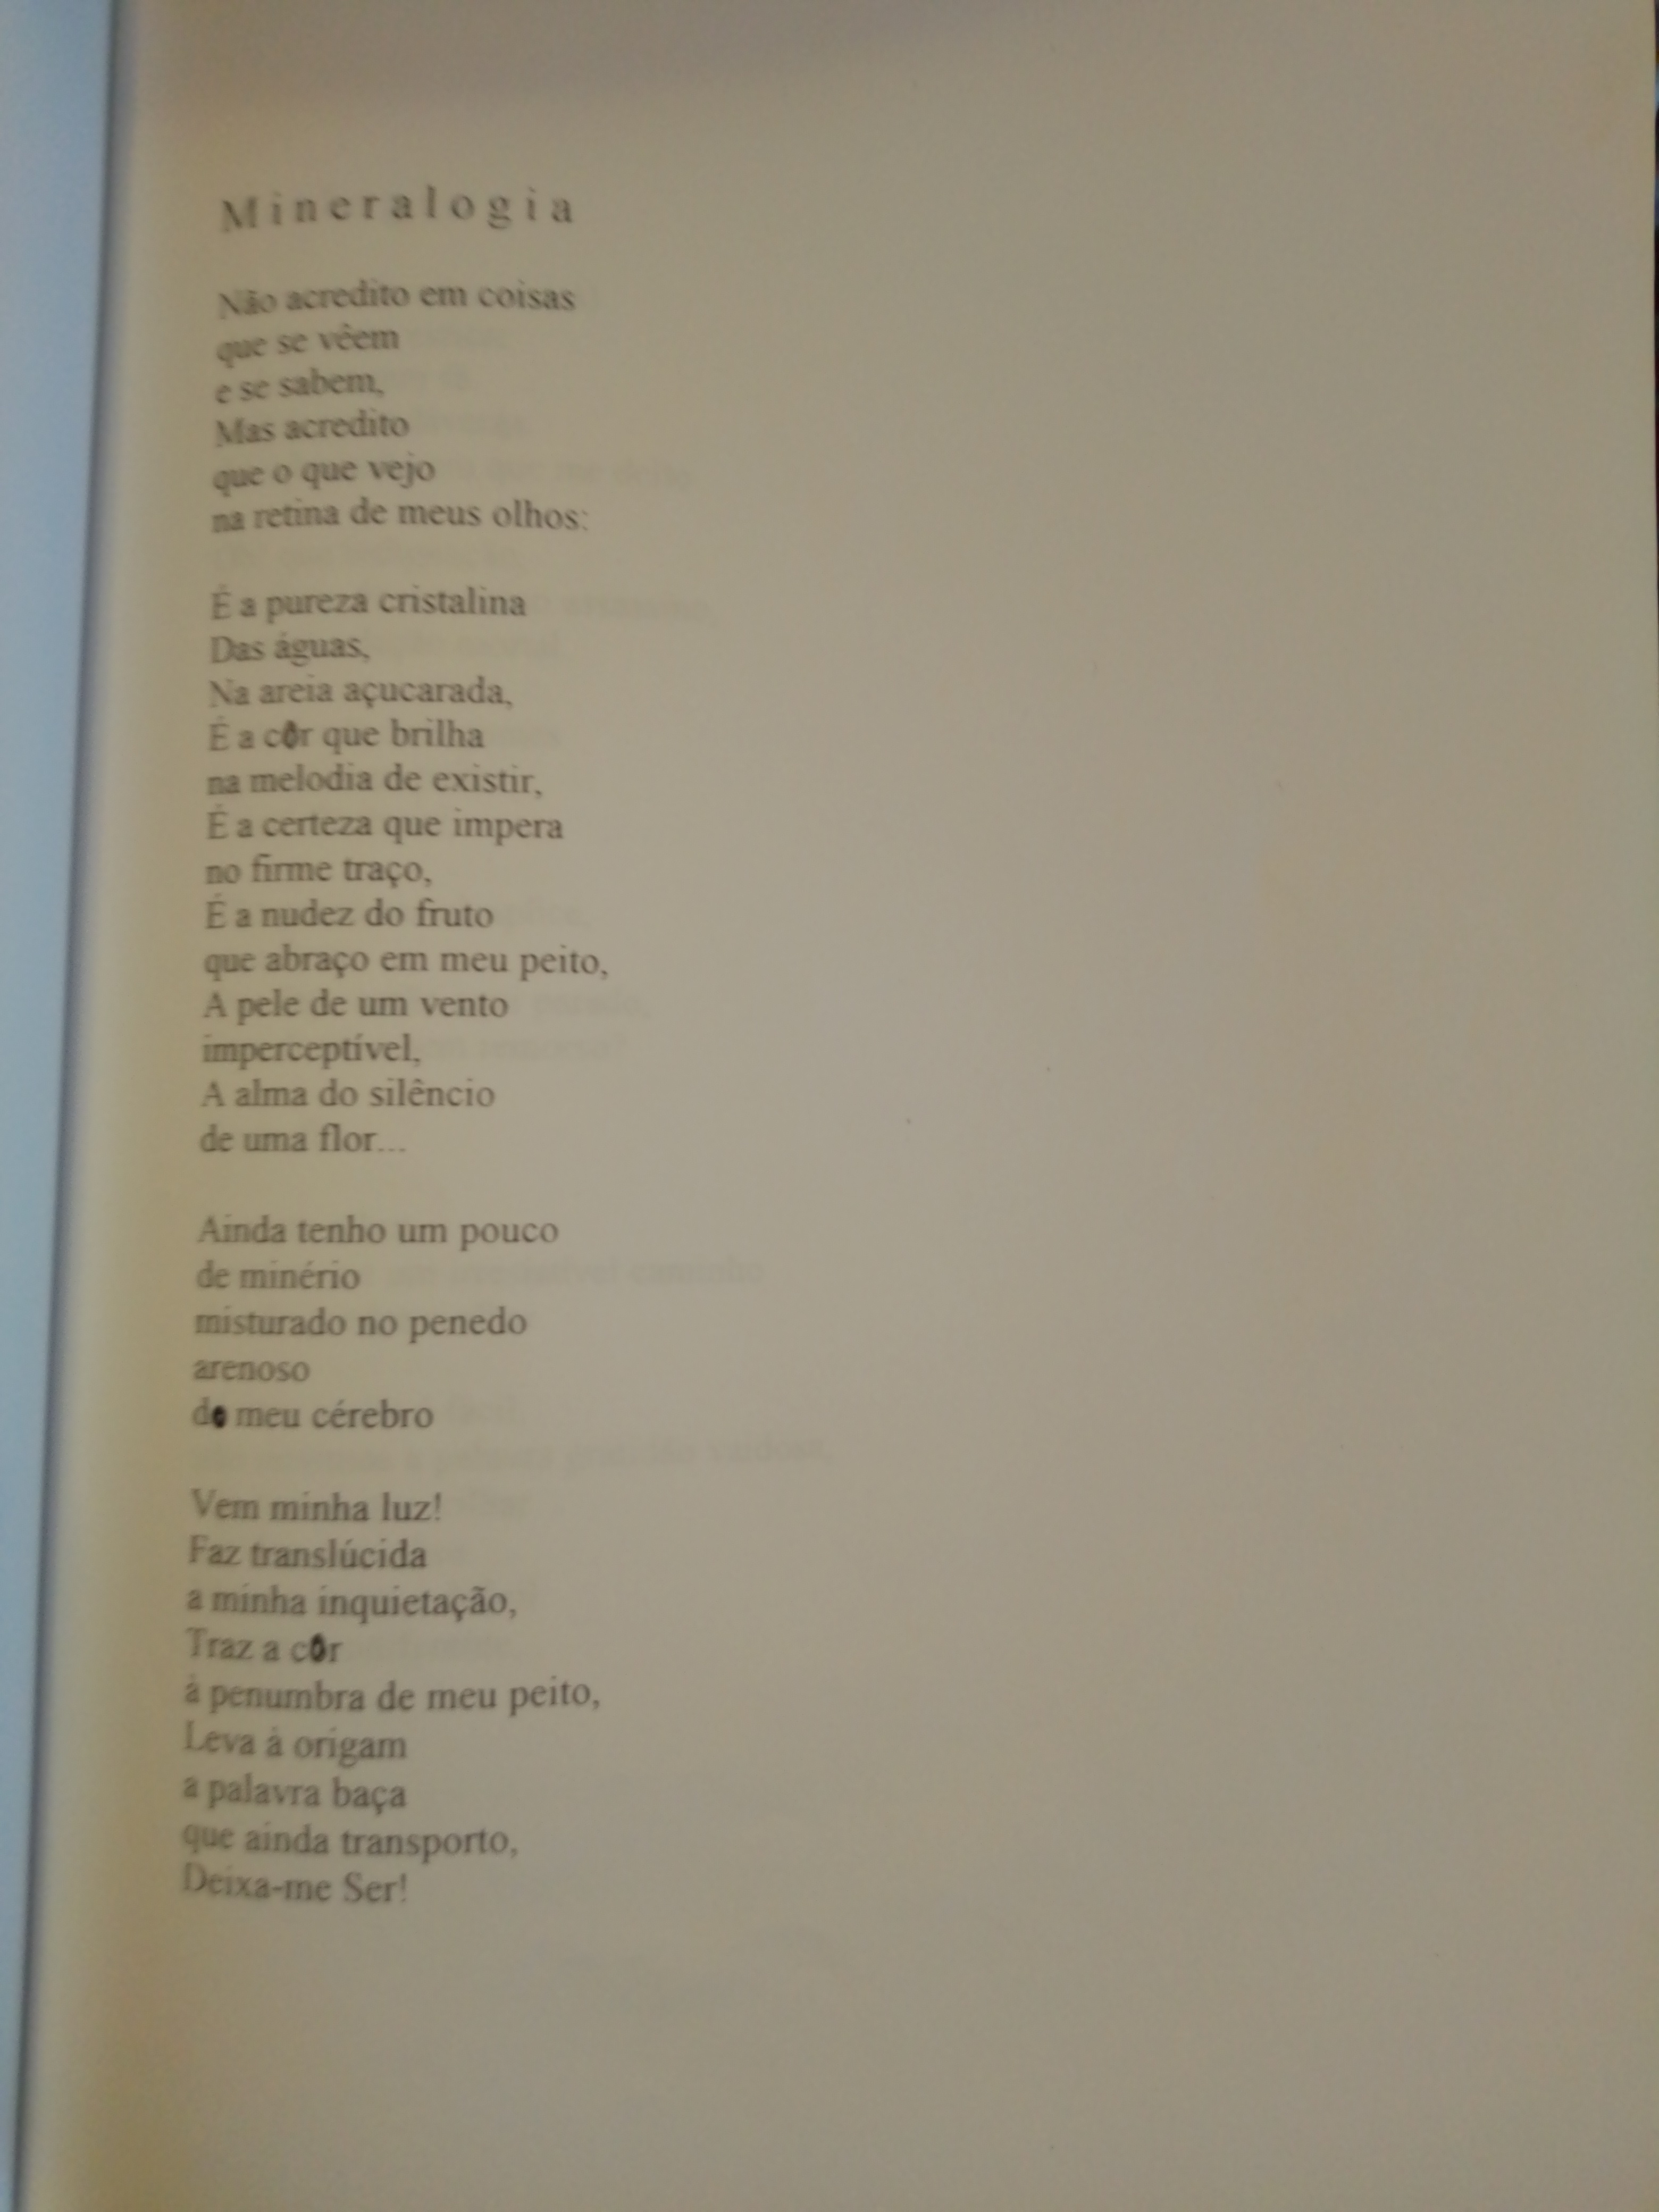 Mineralogia
Não acredito em coisas
que se vêem
e se sabem,
Mas acredito
que o que vejo
na retina de meus olhos:
É a pureza cristalina
Das águas,
Na areia açucarada,
É a côr que brilha
na melodia de existir,
É a certeza que impera
no firme traço,
É a nudez do fruto
que abraço em meu peito,
A pele de um vento
imperceptível,
A alma do silêncio
de uma flor...
Ainda tenho um pouco
de minério
misturado no penedo
arenoso
de meu cérebro
Vem minha luz!
Faz translúcida
a minha inquietação,
Traz a côr
à penumbra de meu peito,
Leva à origam
a palavra baça
que ainda transporto,
Deixa-me Ser!